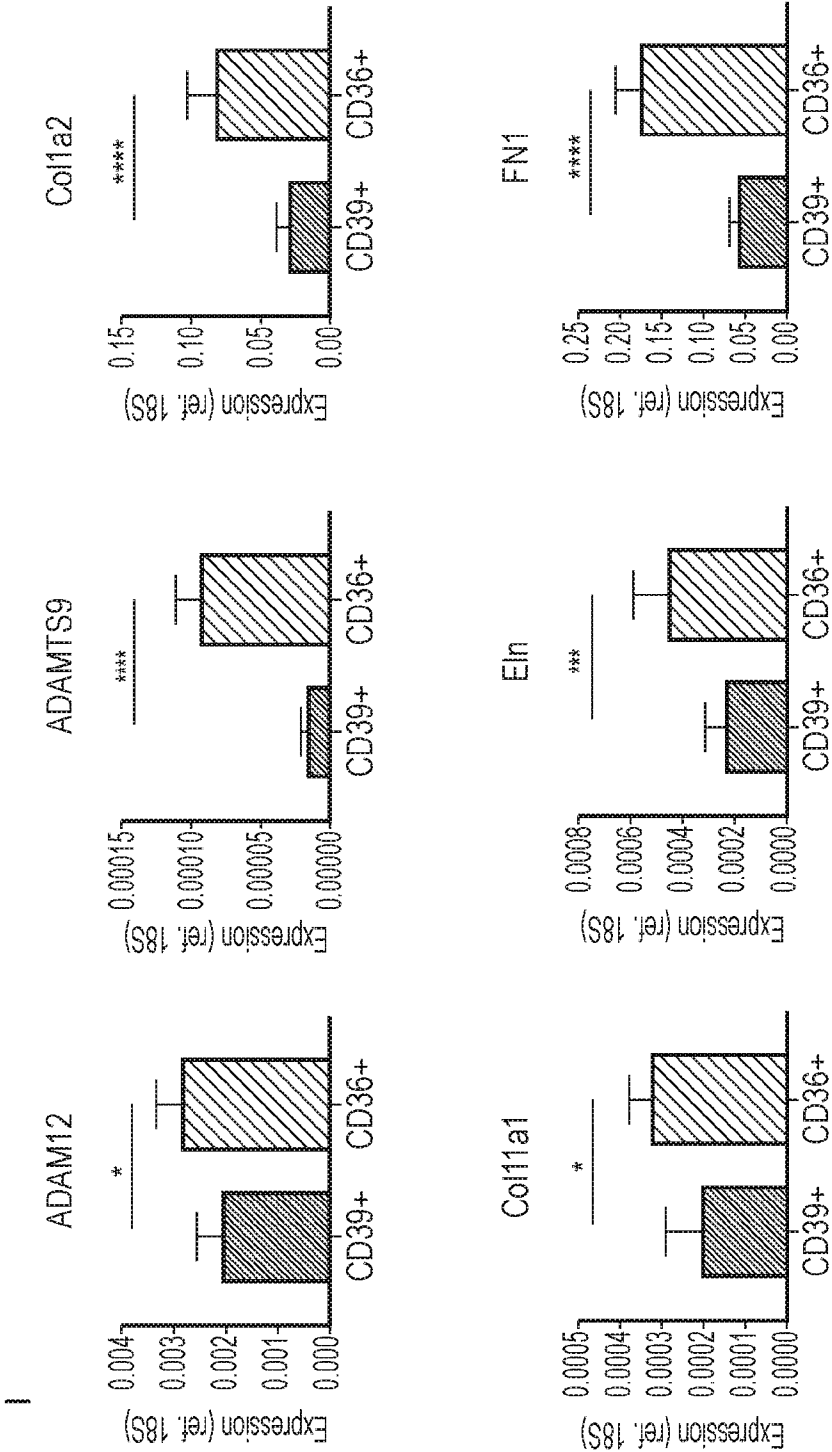 ADAM12
Expression (ref. 18S)
0.004
0.003
0.002
0.001
0.000
*
CD39+ CD36+
ADAMTS9
Expression (ref. 18S)
0.00015
0.00010
0.00005
0.00000
****
CD39+ CD36+
Col1a2
Expression (ref. 18S)
0.15
0.10
0.05
0.00
****
CD39+ CD36+
Col11a1
Expression (ref. 18S)
0.0005
0.0004
0.0003
0.0002
0.0001
0.0000
*
CD39+ CD36+
Eln
Expression (ref. 18S)
0.0008
0.0006
0.0004
0.0002
0.0000
***
CD39+ CD36+
FN1
Expression (ref. 18S)
0.25
0.20
0.15
0.10
0.05
0.00
****
CD39+ CD36+